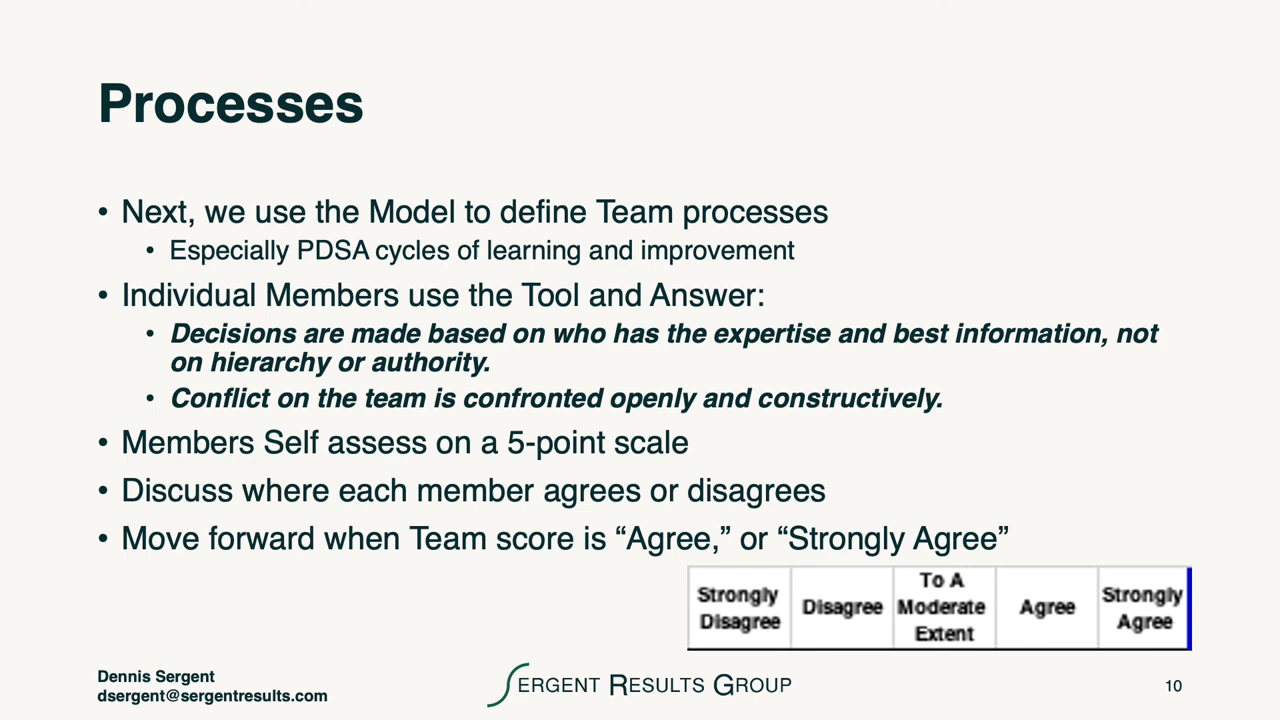 Processes
• Next, we use the Model to define Team processes
• Especially PDSA cycles of learning and improvement
• Individual Members use the Tool and Answer:
• Decisions are made based on who has the expertise and best information, not
on hierarchy or authority.
• Conflict on the team is confronted openly and constructively.
• Members Self assess on a 5-point scale
• Discuss where each member agrees or disagrees
• Move forward when Team score is “Agree,” or “Strongly Agree”
Strongly
Disagree
Disagree
To A
Moderate
Extent
Agree
Strongly
Agree
Dennis Sergent
dsergent@sergentresults.com
SERGENT RESULTS GROUP
10